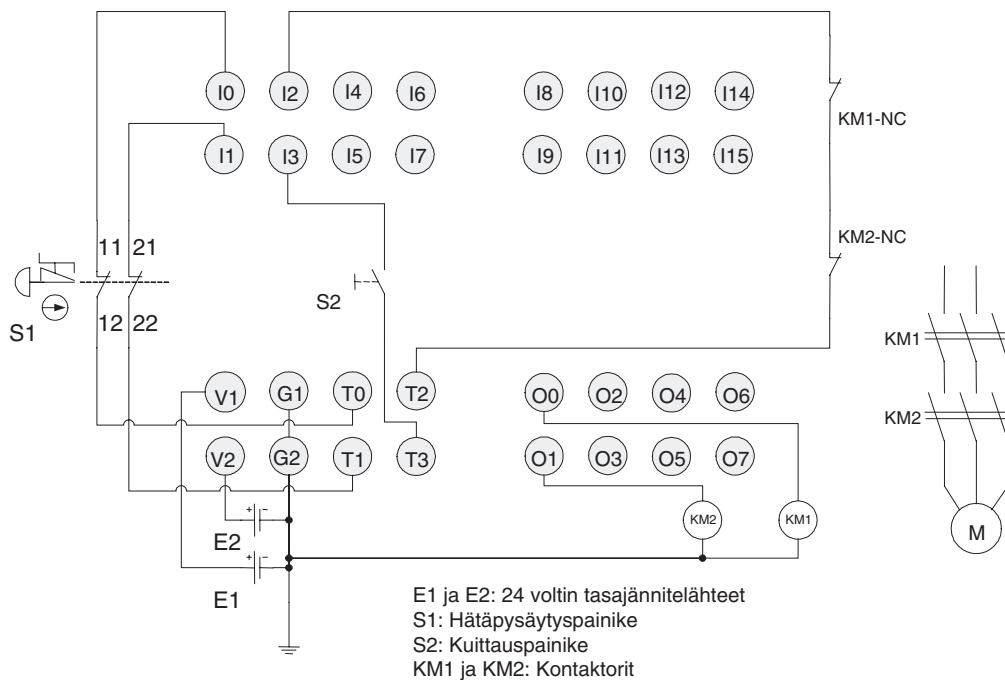 I0 I2 I4 I6 I8 I10 I12 I14
KM1-NC
I1 I3 I5 I7 I9 I11 I13 I15
KM2-NC
11 21
S1
S2
12 22
KM1
V1 G1 T0 T2 O0 O2 O4 O6
KM2
V2 G2 T1 T3 O1 O3 O5 O7
+ −
E2
KM2 KM1
M
+ −
E1
E1 ja E2: 24 voltin tasajännitelähteet
S1: Hätäpysäytyspainike
S2: Kuittauspainike
KM1 ja KM2: Kontaktorit